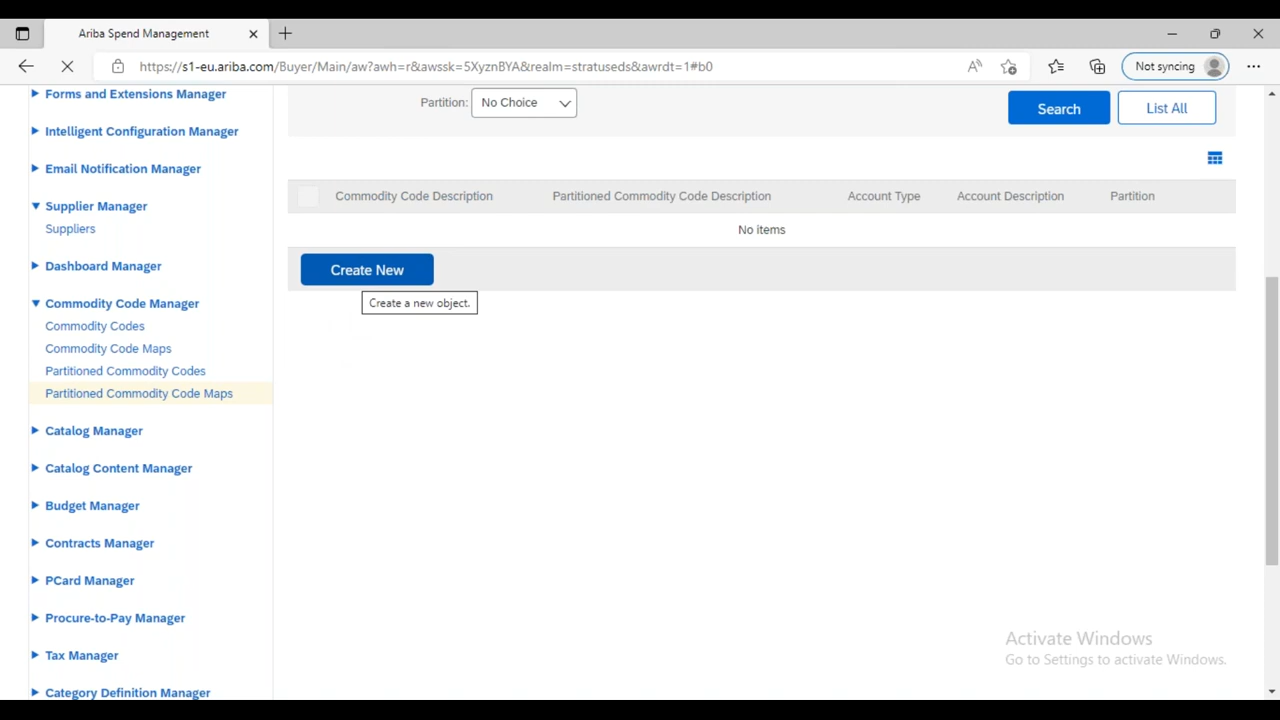 Ariba Spend Management
https://s1-eu.ariba.com/Buyer/Main/aw?awh=r&awssk=5XyznBYA&realm=stratuseds&awrdt=1#b0
Not syncing
Forms and Extensions Manager
Intelligent Configuration Manager
Email Notification Manager
Supplier Manager
Suppliers
Dashboard Manager
Commodity Code Manager
Commodity Codes
Commodity Code Maps
Partitioned Commodity Codes
Partitioned Commodity Code Maps
Catalog Manager
Catalog Content Manager
Budget Manager
Contracts Manager
PCard Manager
Procure-to-Pay Manager
Tax Manager
Category Definition Manager
Partition: No Choice
Search List All
Commodity Code Description Partitioned Commodity Code Description Account Type Account Description Partition
No items
Create New
Create a new object.
Activate Windows
Go to Settings to activate Windows.